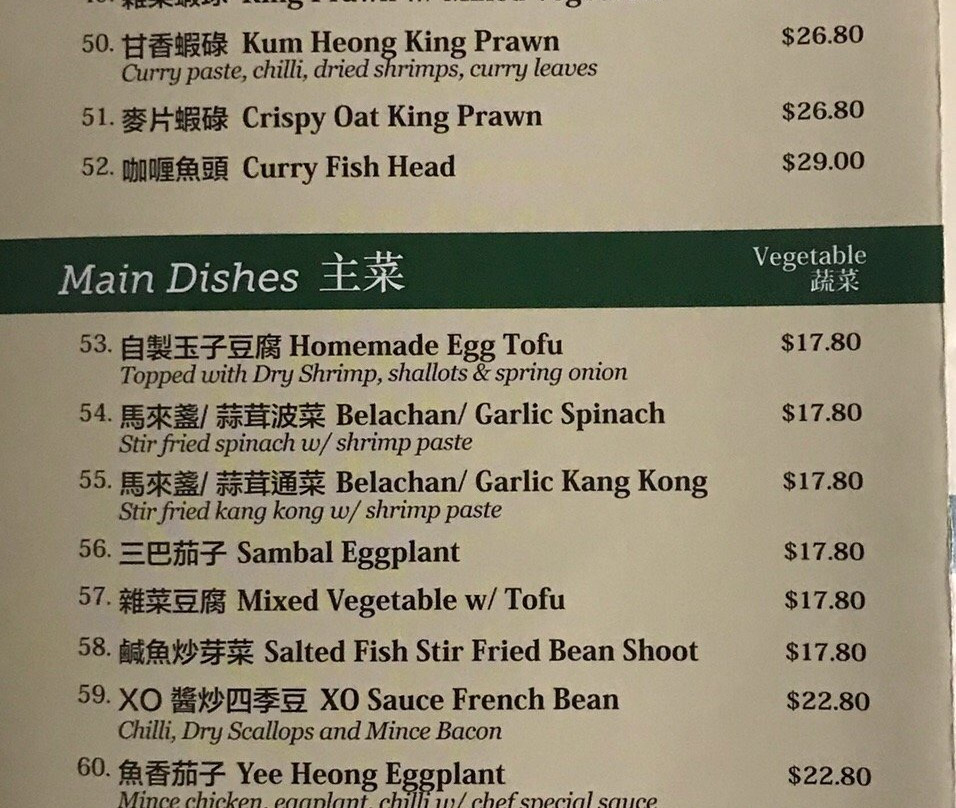 50. 甘香蝦碌 Kum Heong King Prawn $26.80
Curry paste, chilli, dried shrimps, curry leaves
51. 麥片蝦碌 Crispy Oat King Prawn $26.80
52. 咖喱魚頭 Curry Fish Head $29.00
Main Dishes 主菜 Vegetable
蔬菜
53. 自製玉子豆腐 Homemade Egg Tofu $17.80
Topped with Dry Shrimp, shallots & spring onion
54. 馬來盞/ 蒜茸波菜 Belachan/ Garlic Spinach $17.80
Stir fried spinach w/ shrimp paste
55. 馬來盞/ 蒜茸通菜 Belachan/ Garlic Kang Kong $17.80
Stir fried kang kong w/ shrimp paste
56. 三巴茄子 Sambal Eggplant $17.80
57. 雜菜豆腐 Mixed Vegetable w/ Tofu $17.80
58. 鹹魚炒芽菜 Salted Fish Stir Fried Bean Shoot $17.80
59. XO 醬炒四季豆 XO Sauce French Bean $22.80
Chilli, Dry Scallops and Mince Bacon
60. 魚香茄子 Yee Heong Eggplant $22.80
Mince chicken, eggplant, chilli w/ chef special sauce